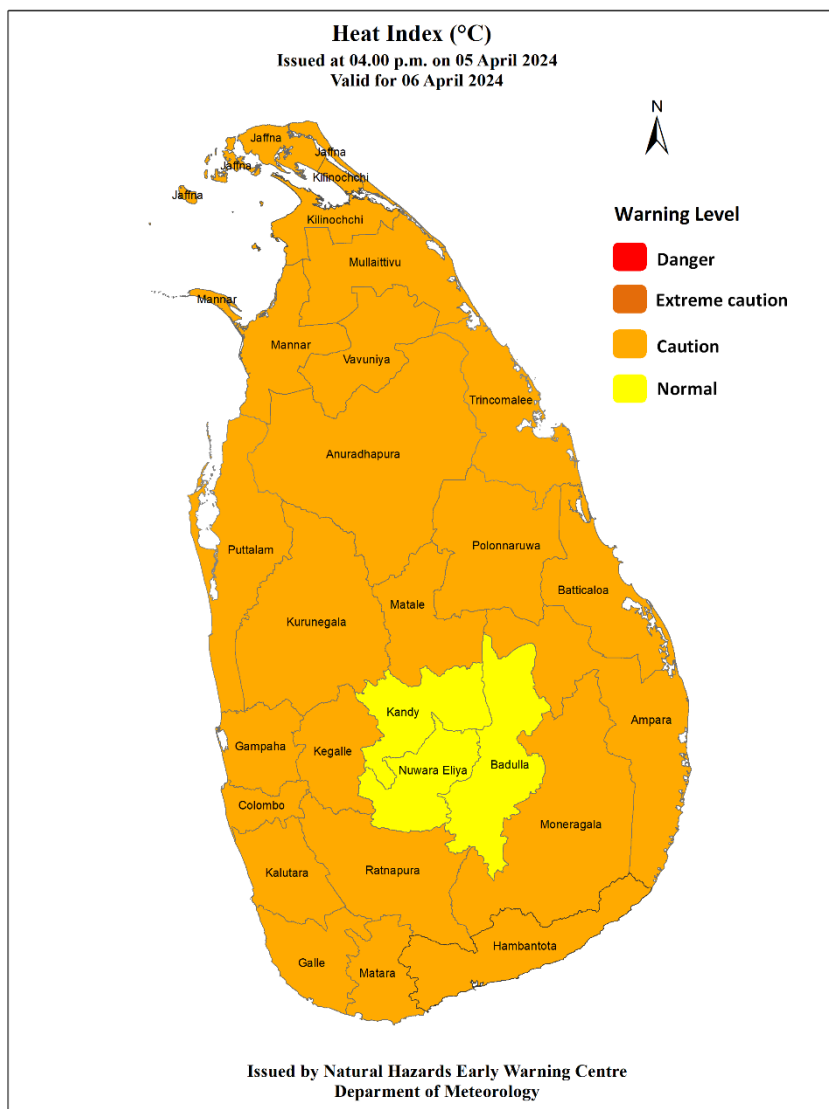 Heat Index (°C)
Issued at 04.00 p.m. on 05 April 2024
Valid for 06 April 2024
N
Warning Level
Danger
Extreme caution
Caution
Normal
Jaffna
Jaffna
Jaffna
Kilinochchi
Jaffna
Kilinochchi
Mullaittivu
Mannar
Mannar
Vavuniya
Trincomalee
Anuradhapura
Puttalam
Polonnaruwa
Batticaloa
Matale
Kurunegala
Kandy
Ampara
Gampaha
Kegalle
Nuwara Eliya
Badulla
Colombo
Moneragala
Kalutara
Ratnapura
Hambantota
Galle
Matara
Issued by Natural Hazards Early Warning Centre
Deparment of Meteorology